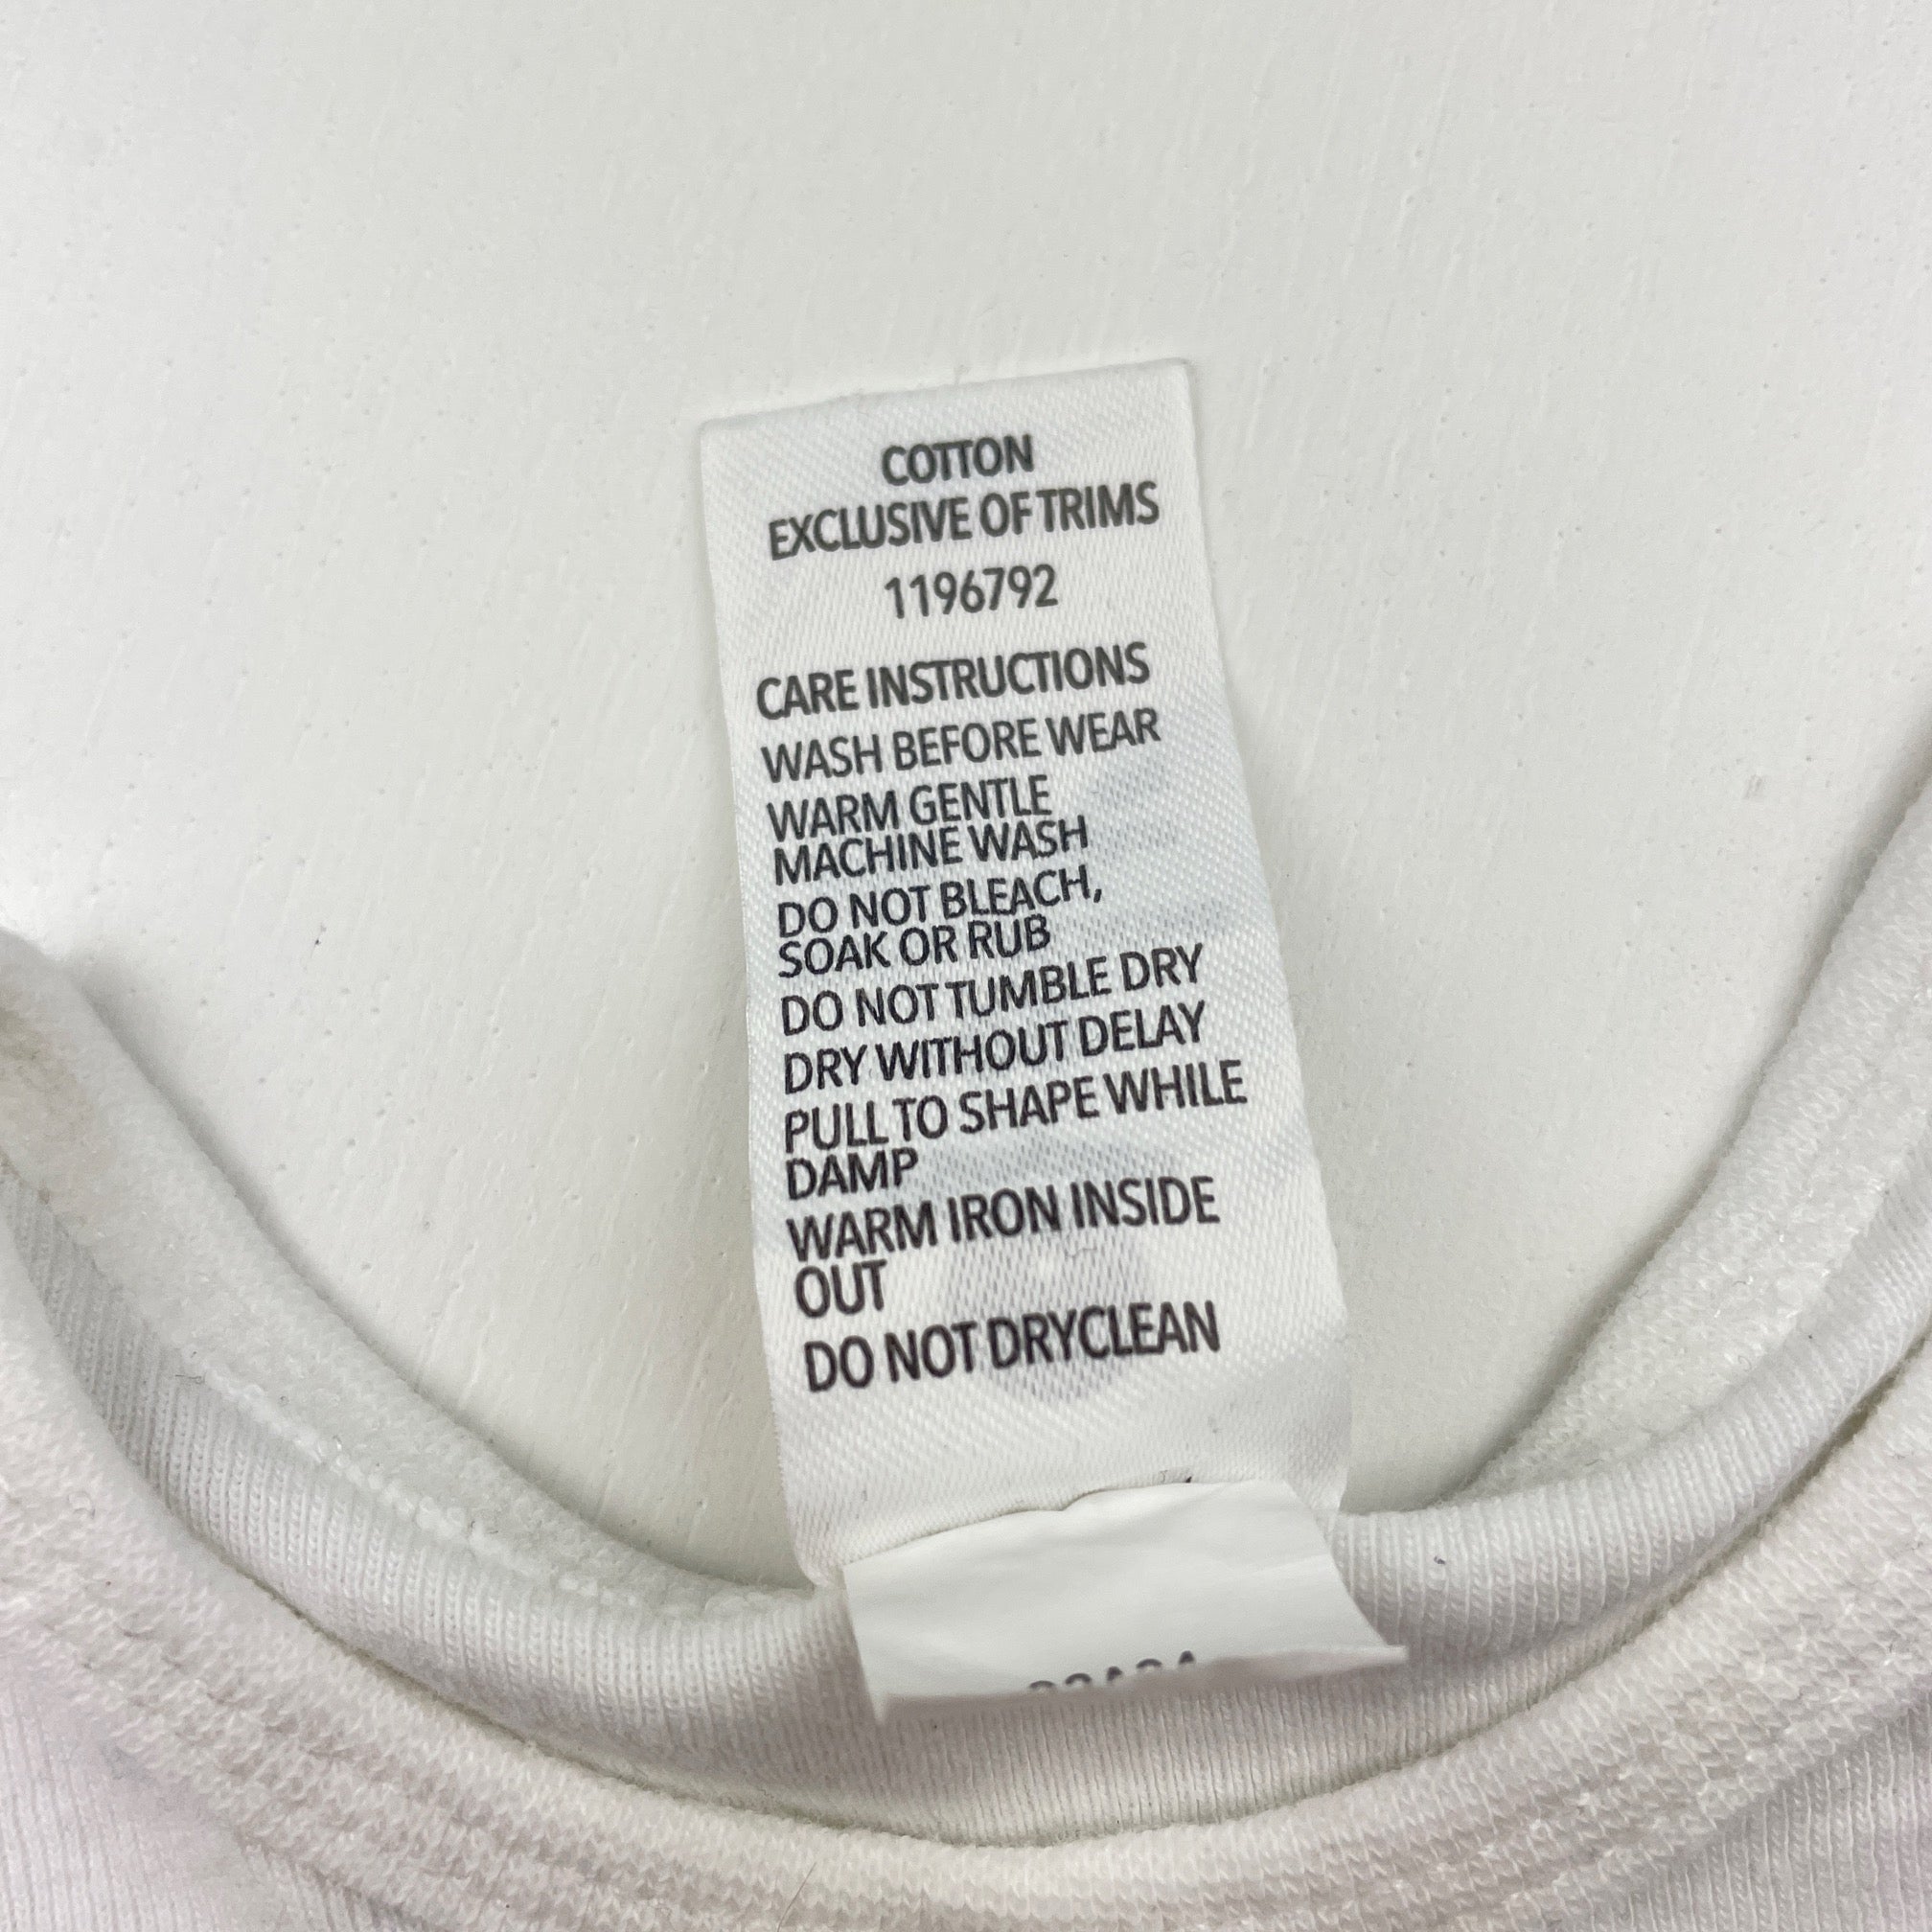 COTTON
EXCLUSIVE OF TRIMS
1196792
CARE INSTRUCTIONS
WASH BEFORE WEAR
WARM GENTLE
MACHINE WASH
DO NOT BLEACH,
SOAK OR RUB
DO NOT TUMBLE DRY
DRY WITHOUT DELAY
PULL TO SHAPE WHILE
DAMP
WARM IRON INSIDE
OUT
DO NOT DRYCLEAN